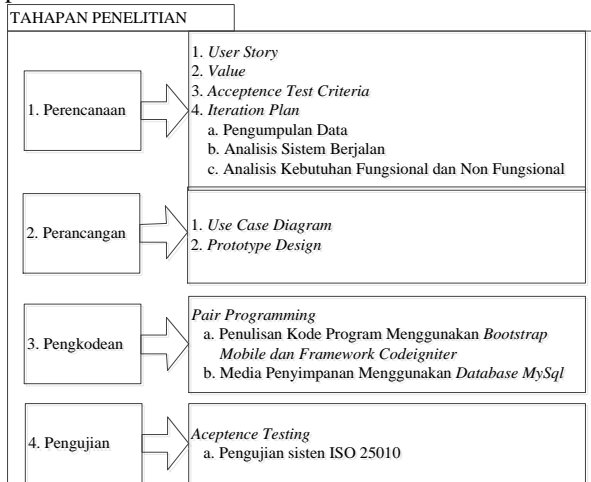 TAHAPAN PENELITIAN
1. Perencanaan
1. User Story
2. Value
3. Acceptence Test Criteria
4. Iteration Plan
a. Pengumpulan Data
b. Analisis Sistem Berjalan
c. Analisis Kebutuhan Fungsional dan Non Fungsional
2. Perancangan
1. Use Case Diagram
2. Prototype Design
3. Pengkodean
Pair Programming
a. Penulisan Kode Program Menggunakan Bootstrap
Mobile dan Framework Codeigniter
b. Media Penyimpanan Menggunakan Database MySql
4. Pengujian
Aceptence Testing
a. Pengujian sisten ISO 25010